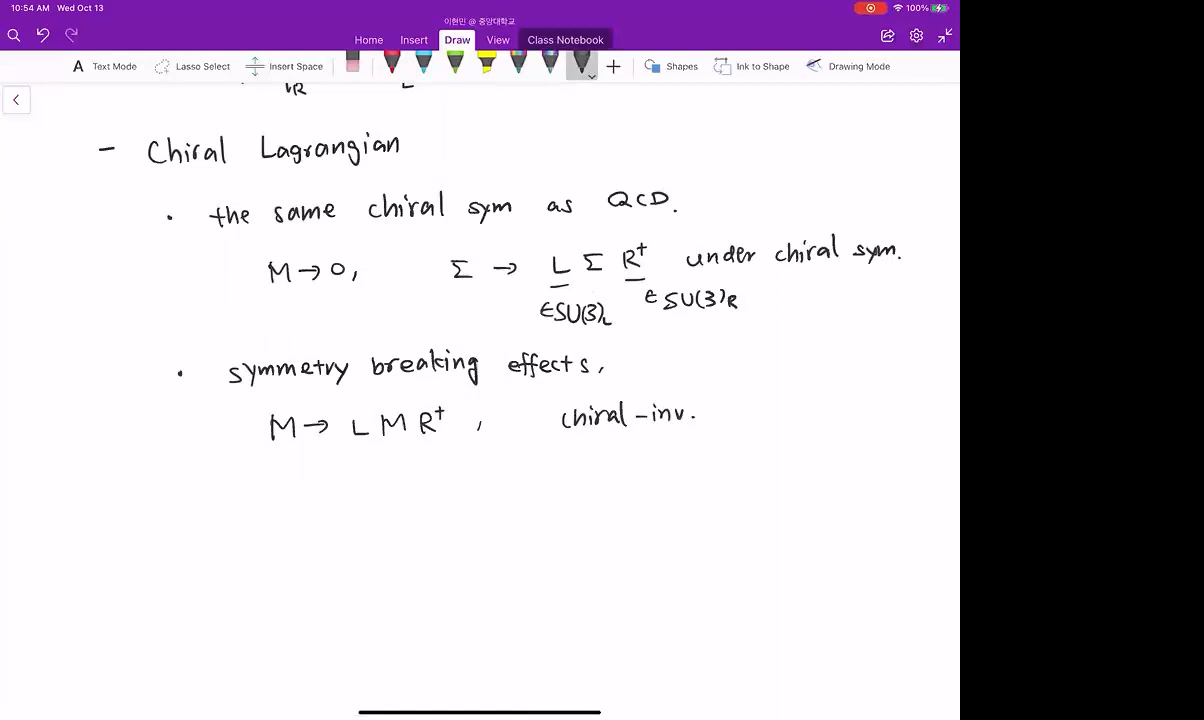 10:54 AM Wed Oct 13
100%
이현민 @ 중앙대학교
Home Insert Draw View Class Notebook
A Text Mode Lasso Select Insert Space Shapes Ink to Shape Drawing Mode
- Chiral Lagrangian
• the same chiral sym as QCD.
M → 0, Σ → L Σ R† under chiral sym.
∈SU(3)L ∈SU(3)R
• symmetry breaking effects,
M → L M R†, chiral-inv.